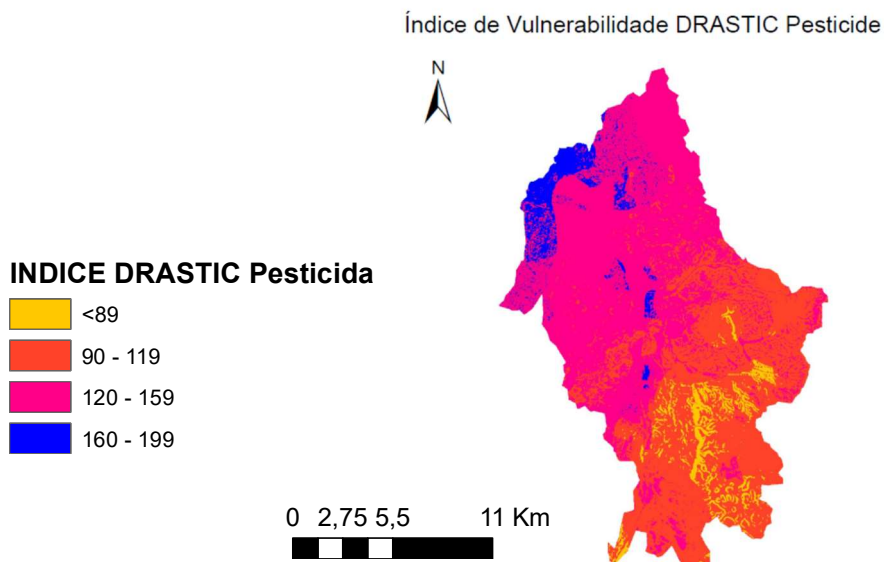 Índice de Vulnerabilidade DRASTIC Pesticide
N
INDICE DRASTIC Pesticida
<89
90 - 119
120 - 159
160 - 199
0 2,75 5,5 11 Km